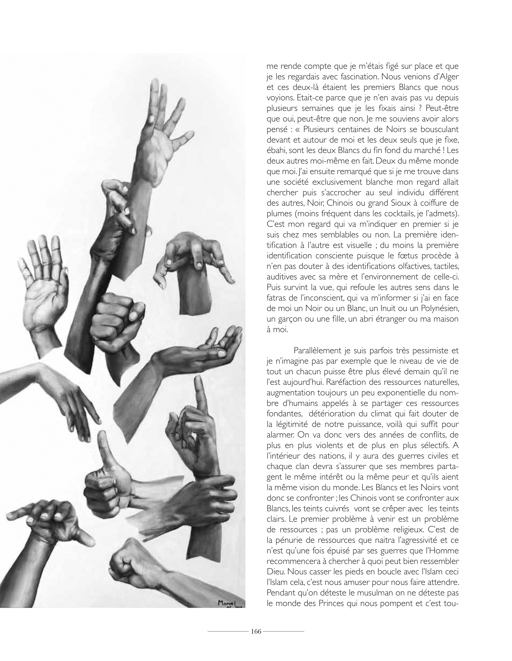 me rende compte que je m'étais figé sur place et que
je les regardais avec fascination. Nous venions d'Alger
et ces deux-là étaient les premiers Blancs que nous
voyions. Etait-ce parce que je n'en avais pas vu depuis
plusieurs semaines que je les fixais ainsi ? Peut-être
que oui, peut-être que non. Je me souviens avoir alors
pensé : « Plusieurs centaines de Noirs se bousculant
devant et autour de moi et les deux seuls que je fixe,
ébahi, sont les deux Blancs du fin fond du marché ! Les
deux autres moi-même en fait. Deux du même monde
que moi. J'ai ensuite remarqué que si je me trouve dans
une société exclusivement blanche mon regard allait
chercher puis s'accrocher au seul individu différent
des autres, Noir, Chinois ou grand Sioux à coiffure de
plumes (moins fréquent dans les cocktails, je l'admets).
C'est mon regard qui va m'indiquer en premier si je
suis chez mes semblables ou non. La première iden-
tification à l'autre est visuelle ; du moins la première
identification consciente puisque le fœtus procède à
n'en pas douter à des identifications olfactives, tactiles,
auditives avec sa mère et l'environnement de celle-ci.
Puis survint la vue, qui refoule les autres sens dans le
fatras de l'inconscient, qui va m'informer si j'ai en face
de moi un Noir ou un Blanc, un Inuit ou un Polynésien,
un garçon ou une fille, un abri étranger ou ma maison
à moi.
Parallèlement je suis parfois très pessimiste et
je n'imagine pas par exemple que le niveau de vie de
tout un chacun puisse être plus élevé demain qu'il ne
l'est aujourd'hui. Raréfaction des ressources naturelles,
augmentation toujours un peu exponentielle du nom-
bre d'humains appelés à se partager ces ressources
fondantes, détérioration du climat qui fait douter de
la légitimité de notre puissance, voilà qui suffit pour
alarmer. On va donc vers des années de conflits, de
plus en plus violents et de plus en plus sélectifs. A
l'intérieur des nations, il y aura des guerres civiles et
chaque clan devra s'assurer que ses membres parta-
gent le même intérêt ou la même peur et qu'ils aient
la même vision du monde. Les Blancs et les Noirs vont
donc se confronter ; les Chinois vont se confronter aux
Blancs, les teints cuivrés vont se crêper avec les teints
clairs. Le premier problème à venir est un problème
de ressources ; pas un problème religieux. C'est de
la pénurie de ressources que naitra l'agressivité et ce
n'est qu'une fois épuisé par ses guerres que l'Homme
recommencera à chercher à quoi peut bien ressembler
Dieu. Nous casser les pieds en boucle avec l'Islam ceci
l'Islam cela, c'est nous amuser pour nous faire attendre.
Pendant qu'on déteste le musulman on ne déteste pas
le monde des Princes qui nous pompent et c'est tou-
166